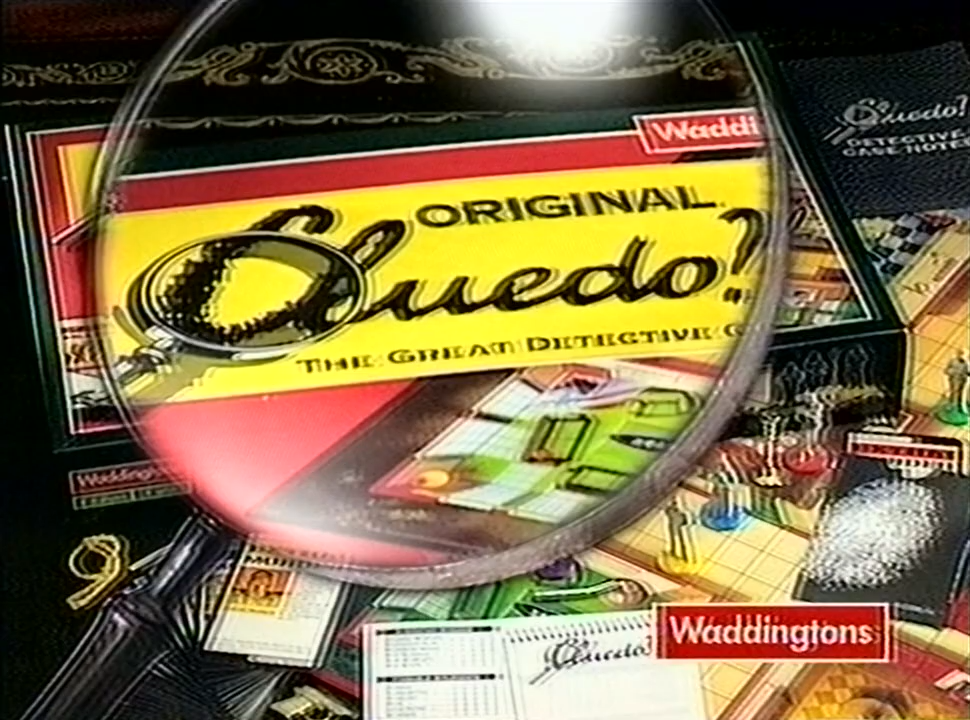 Waddi
ORIGINAL
Cluedo!
THE GREAT DETECTIVE G
Cluedo!
DETECTIVE
CASE NOTES
Waddingtons
Cluedo!
Waddingtons